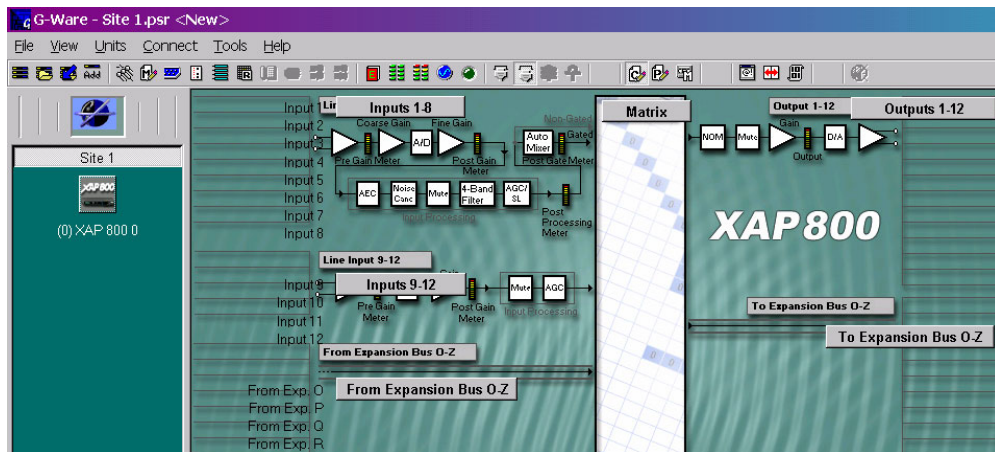 G-Ware - Site 1.psr <New>
File View Units Connect Tools Help
Site 1
XAP800
(0) XAP 800 0
Input 1
Input 2
Input 3
Input 4
Input 5
Input 6
Input 7
Input 8
Inputs 1-8
Coarse Gain
Fine Gain
A/D
Pre Gain Meter
Post Gain Meter
Non-Gated
Auto Mixer
Gated
Post Gate Meter
AEC
Noise Canc
Mute
4-Band Filter
AGC/SL
Input Processing
Post Processing Meter
Line Input 9-12
Input 9
Input 10
Input 11
Input 12
Inputs 9-12
Pre Gain Meter
Post Gain Meter
Mute
AGC
Input Processing
From Expansion Bus O-Z
From Expansion Bus O-Z
From Exp. O
From Exp. P
From Exp. Q
From Exp. R
Matrix
Output 1-12
Outputs 1-12
NOM
Mute
Gain
Output
D/A
XAP800
To Expansion Bus O-Z
To Expansion Bus O-Z